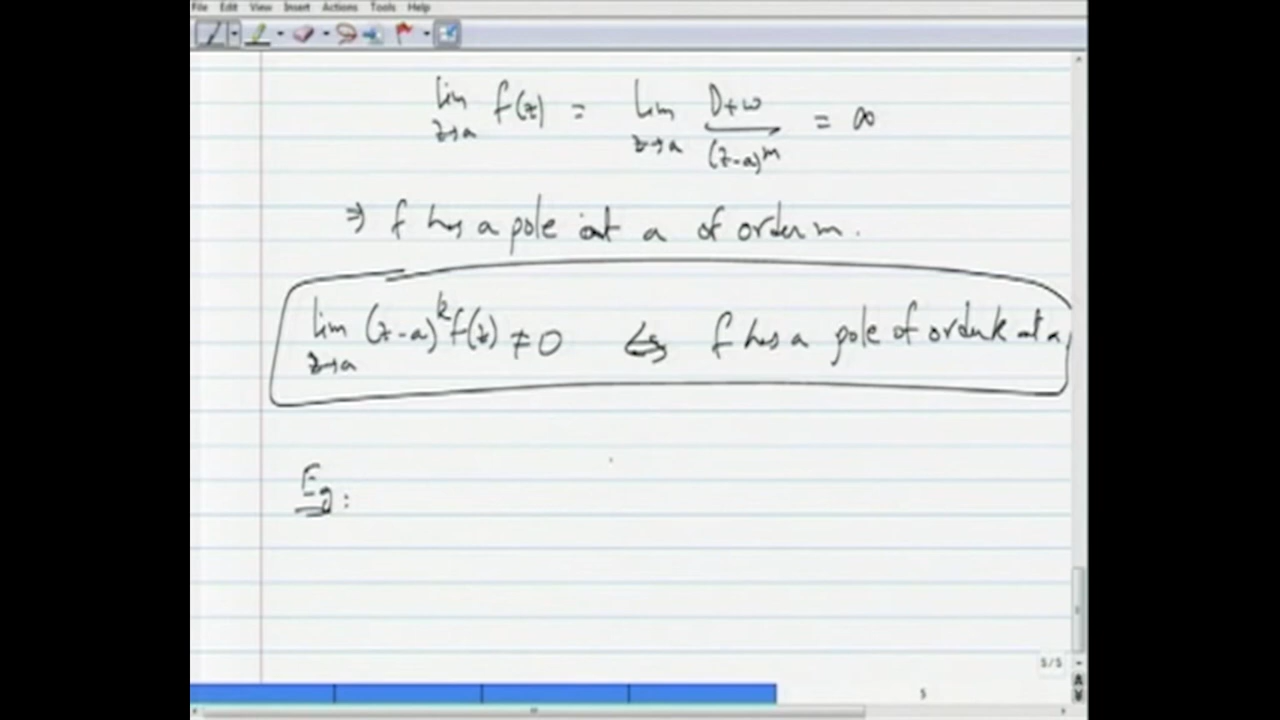 File Edit View Insert Actions Tools Help
lim z→a f(z) = lim z→a D+w / (z-a)^m = ∞
⇒ f has a pole at a of order m.
lim z→a (z-a)^k f(z) ≠ 0 ⇔ f has a pole of order k at a
Eg:
5/5
5